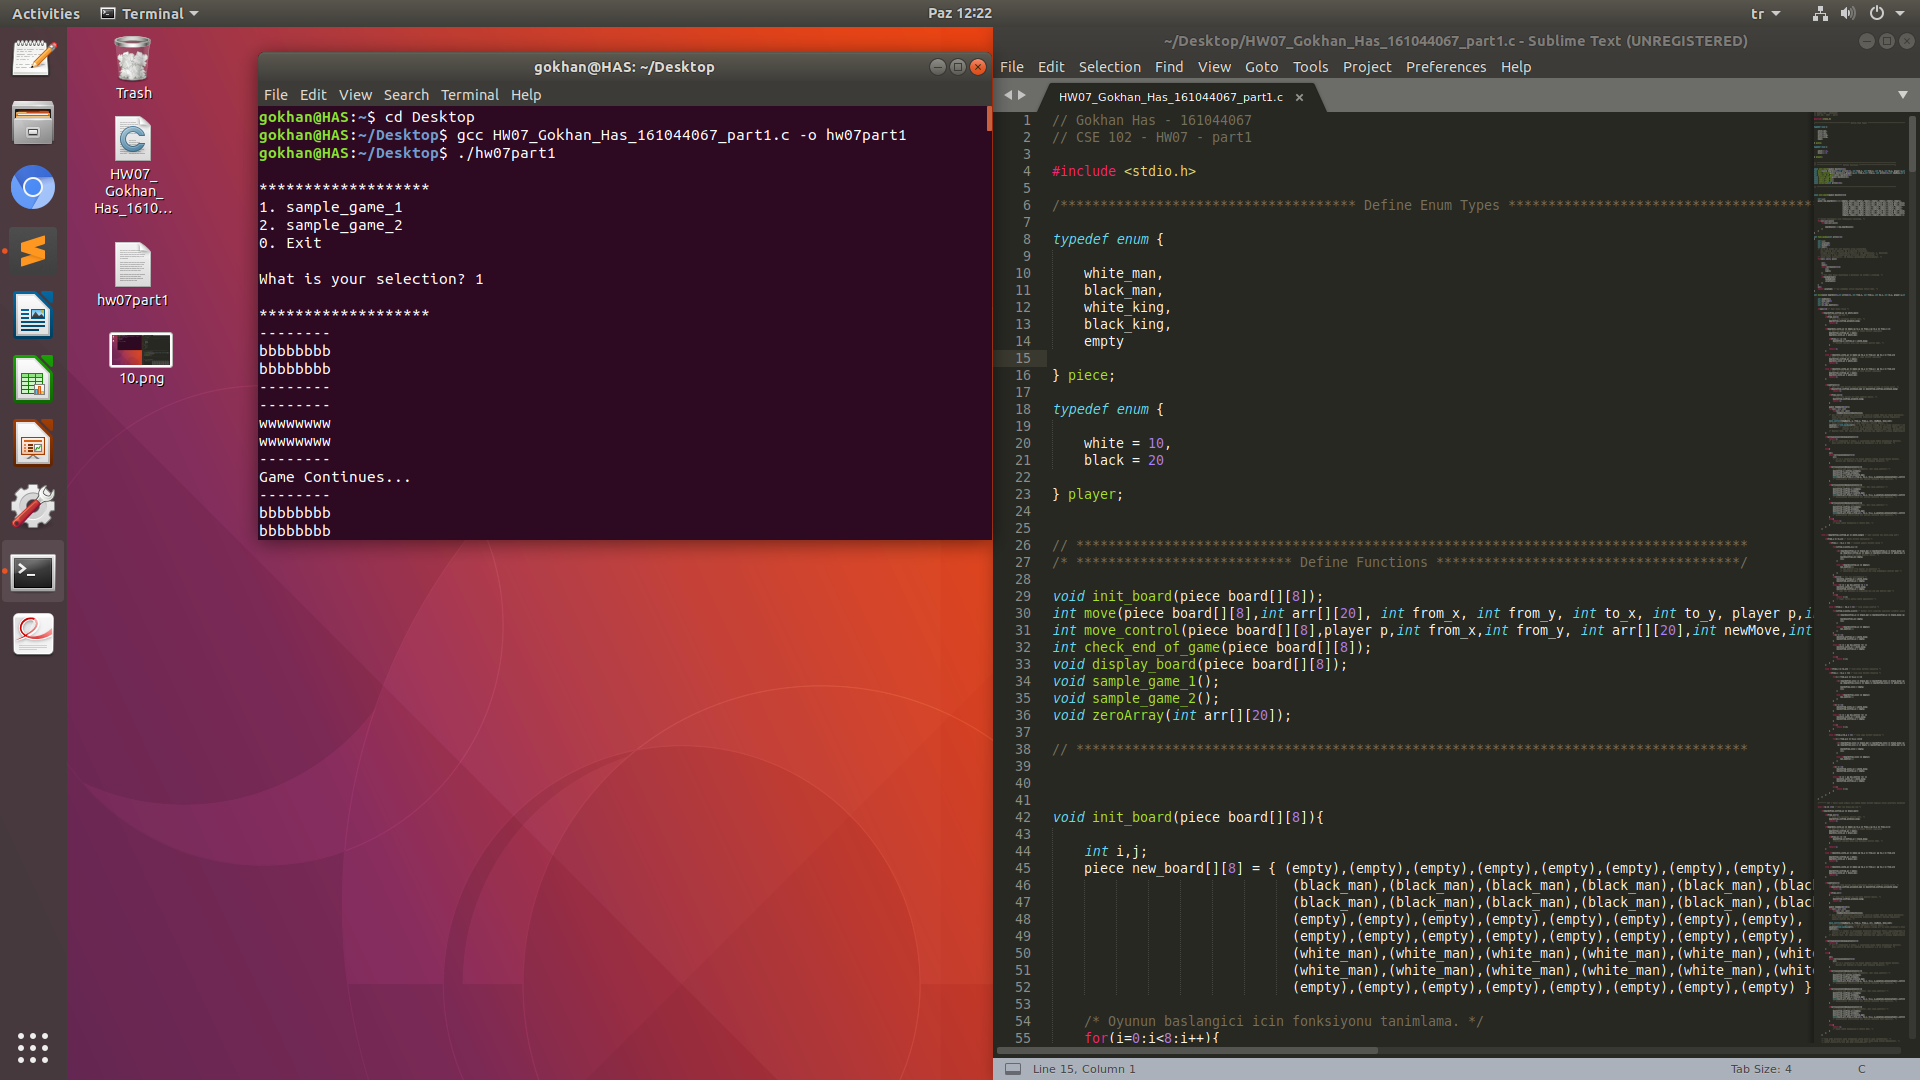 Activities
Terminal
Paz 12:22
tr
Trash
HW07_
Gokhan_
Has_1610...
hw07part1
10.png
gokhan@HAS: ~/Desktop
File Edit View Search Terminal Help
gokhan@HAS:~$ cd Desktop
gokhan@HAS:~/Desktop$ gcc HW07_Gokhan_Has_161044067_part1.c -o hw07part1
gokhan@HAS:~/Desktop$ ./hw07part1
*******************
1. sample_game_1
2. sample_game_2
0. Exit
What is your selection? 1
*******************
--------
bbbbbbbb
bbbbbbbb
--------
--------
wwwwwwww
wwwwwwww
--------
Game Continues...
--------
bbbbbbbb
bbbbbbbb
~/Desktop/HW07_Gokhan_Has_161044067_part1.c - Sublime Text (UNREGISTERED)
File Edit Selection Find View Goto Tools Project Preferences Help
HW07_Gokhan_Has_161044067_part1.c
1 // Gokhan Has - 161044067
2 // CSE 102 - HW07 - part1
3
4 #include <stdio.h>
5
6 /************************************* Define Enum Types **************************************
7
8 typedef enum {
9
10 white_man,
11 black_man,
12 white_king,
13 black_king,
14 empty
15
16 } piece;
17
18 typedef enum {
19
20 white = 10,
21 black = 20
22
23 } player;
24
25
26 // ************************************************************************************
27 /* *************************** Define Functions **************************************/
28
29 void init_board(piece board[][8]);
30 int move(piece board[][8],int arr[][20], int from_x, int from_y, int to_x, int to_y, player p,i
31 int move_control(piece board[][8],player p,int from_x,int from_y, int arr[][20],int newMove,int
32 int check_end_of_game(piece board[][8]);
33 void display_board(piece board[][8]);
34 void sample_game_1();
35 void sample_game_2();
36 void zeroArray(int arr[][20]);
37
38 // ************************************************************************************
39
40
41
42 void init_board(piece board[][8]){
43
44 int i,j;
45 piece new_board[][8] = { (empty),(empty),(empty),(empty),(empty),(empty),(empty),(empty),
46 (black_man),(black_man),(black_man),(black_man),(black_man),(blac
47 (black_man),(black_man),(black_man),(black_man),(black_man),(blac
48 (empty),(empty),(empty),(empty),(empty),(empty),(empty),(empty),
49 (empty),(empty),(empty),(empty),(empty),(empty),(empty),(empty),
50 (white_man),(white_man),(white_man),(white_man),(white_man),(whit
51 (white_man),(white_man),(white_man),(white_man),(white_man),(whit
52 (empty),(empty),(empty),(empty),(empty),(empty),(empty),(empty) }
53
54 /* Oyunun baslangici icin fonksiyonu tanimlama. */
55 for(i=0;i<8;i++){
Line 15, Column 1
Tab Size: 4
C